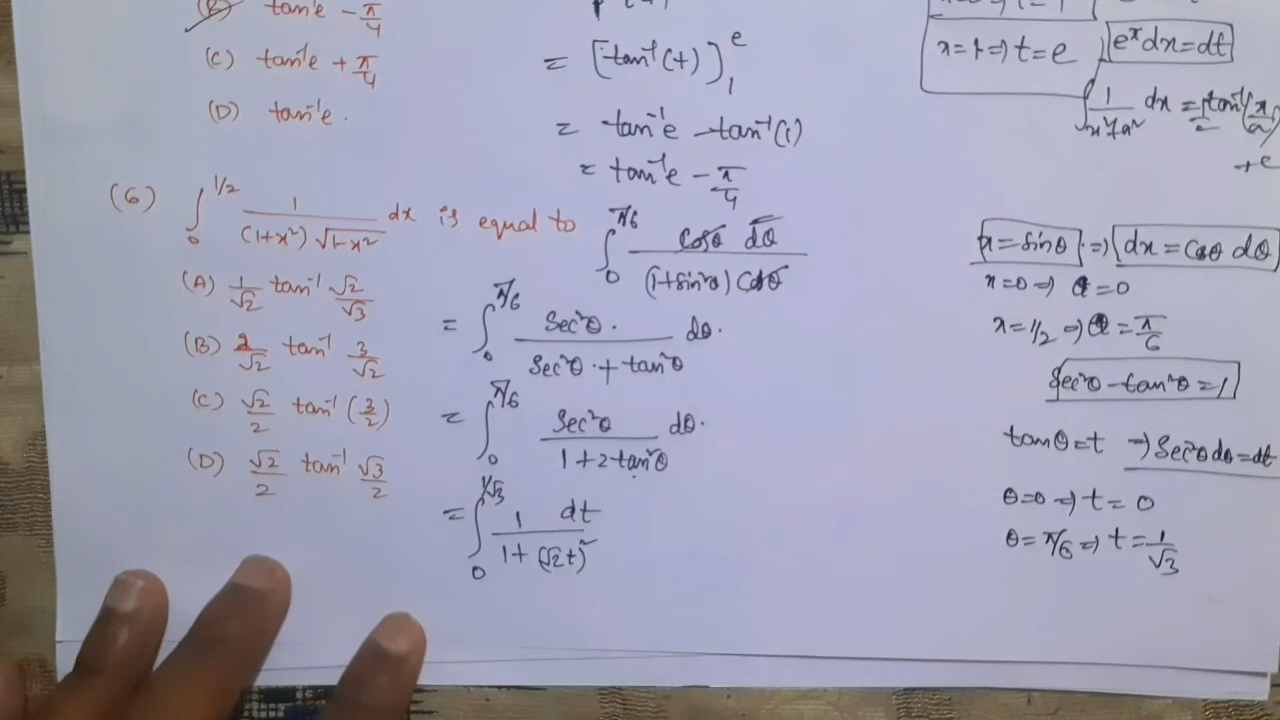 (B) tan⁻¹e − π/4
(C) tan⁻¹e + π/4
(D) tan⁻¹e.
= [tan⁻¹(t)]₁ᵉ
= tan⁻¹e − tan⁻¹(1)
= tan⁻¹e − π/4
x=1 ⇒ t=e
eˣdx=dt
∫ 1/(x²+a²) dx = 1/a tan⁻¹(x/a) + c
(6) ∫₀^(1/2) 1/((1+x²)√(1−x²)) dx is equal to
(A) 1/√2 tan⁻¹ √2/√3
(B) 2/√2 tan⁻¹ 3/√2
(C) √2/2 tan⁻¹ (3/2)
(D) √2/2 tan⁻¹ √3/2
∫₀^(π/6) cosθ dθ/((1+sin²θ) cosθ)
= ∫₀^(π/6) sec²θ/(sec²θ + tan²θ) dθ.
= ∫₀^(π/6) sec²θ/(1+2tan²θ) dθ.
= ∫₀^(1/√3) 1 dt/(1+(√2t)²)
x=sinθ ⇒ dx=cosθ dθ
x=0 ⇒ θ=0
x=1/2 ⇒ θ=π/6
sec²θ − tan²θ = 1
tanθ=t ⇒ sec²θdθ=dt
θ=0 ⇒ t=0
θ=π/6 ⇒ t=1/√3